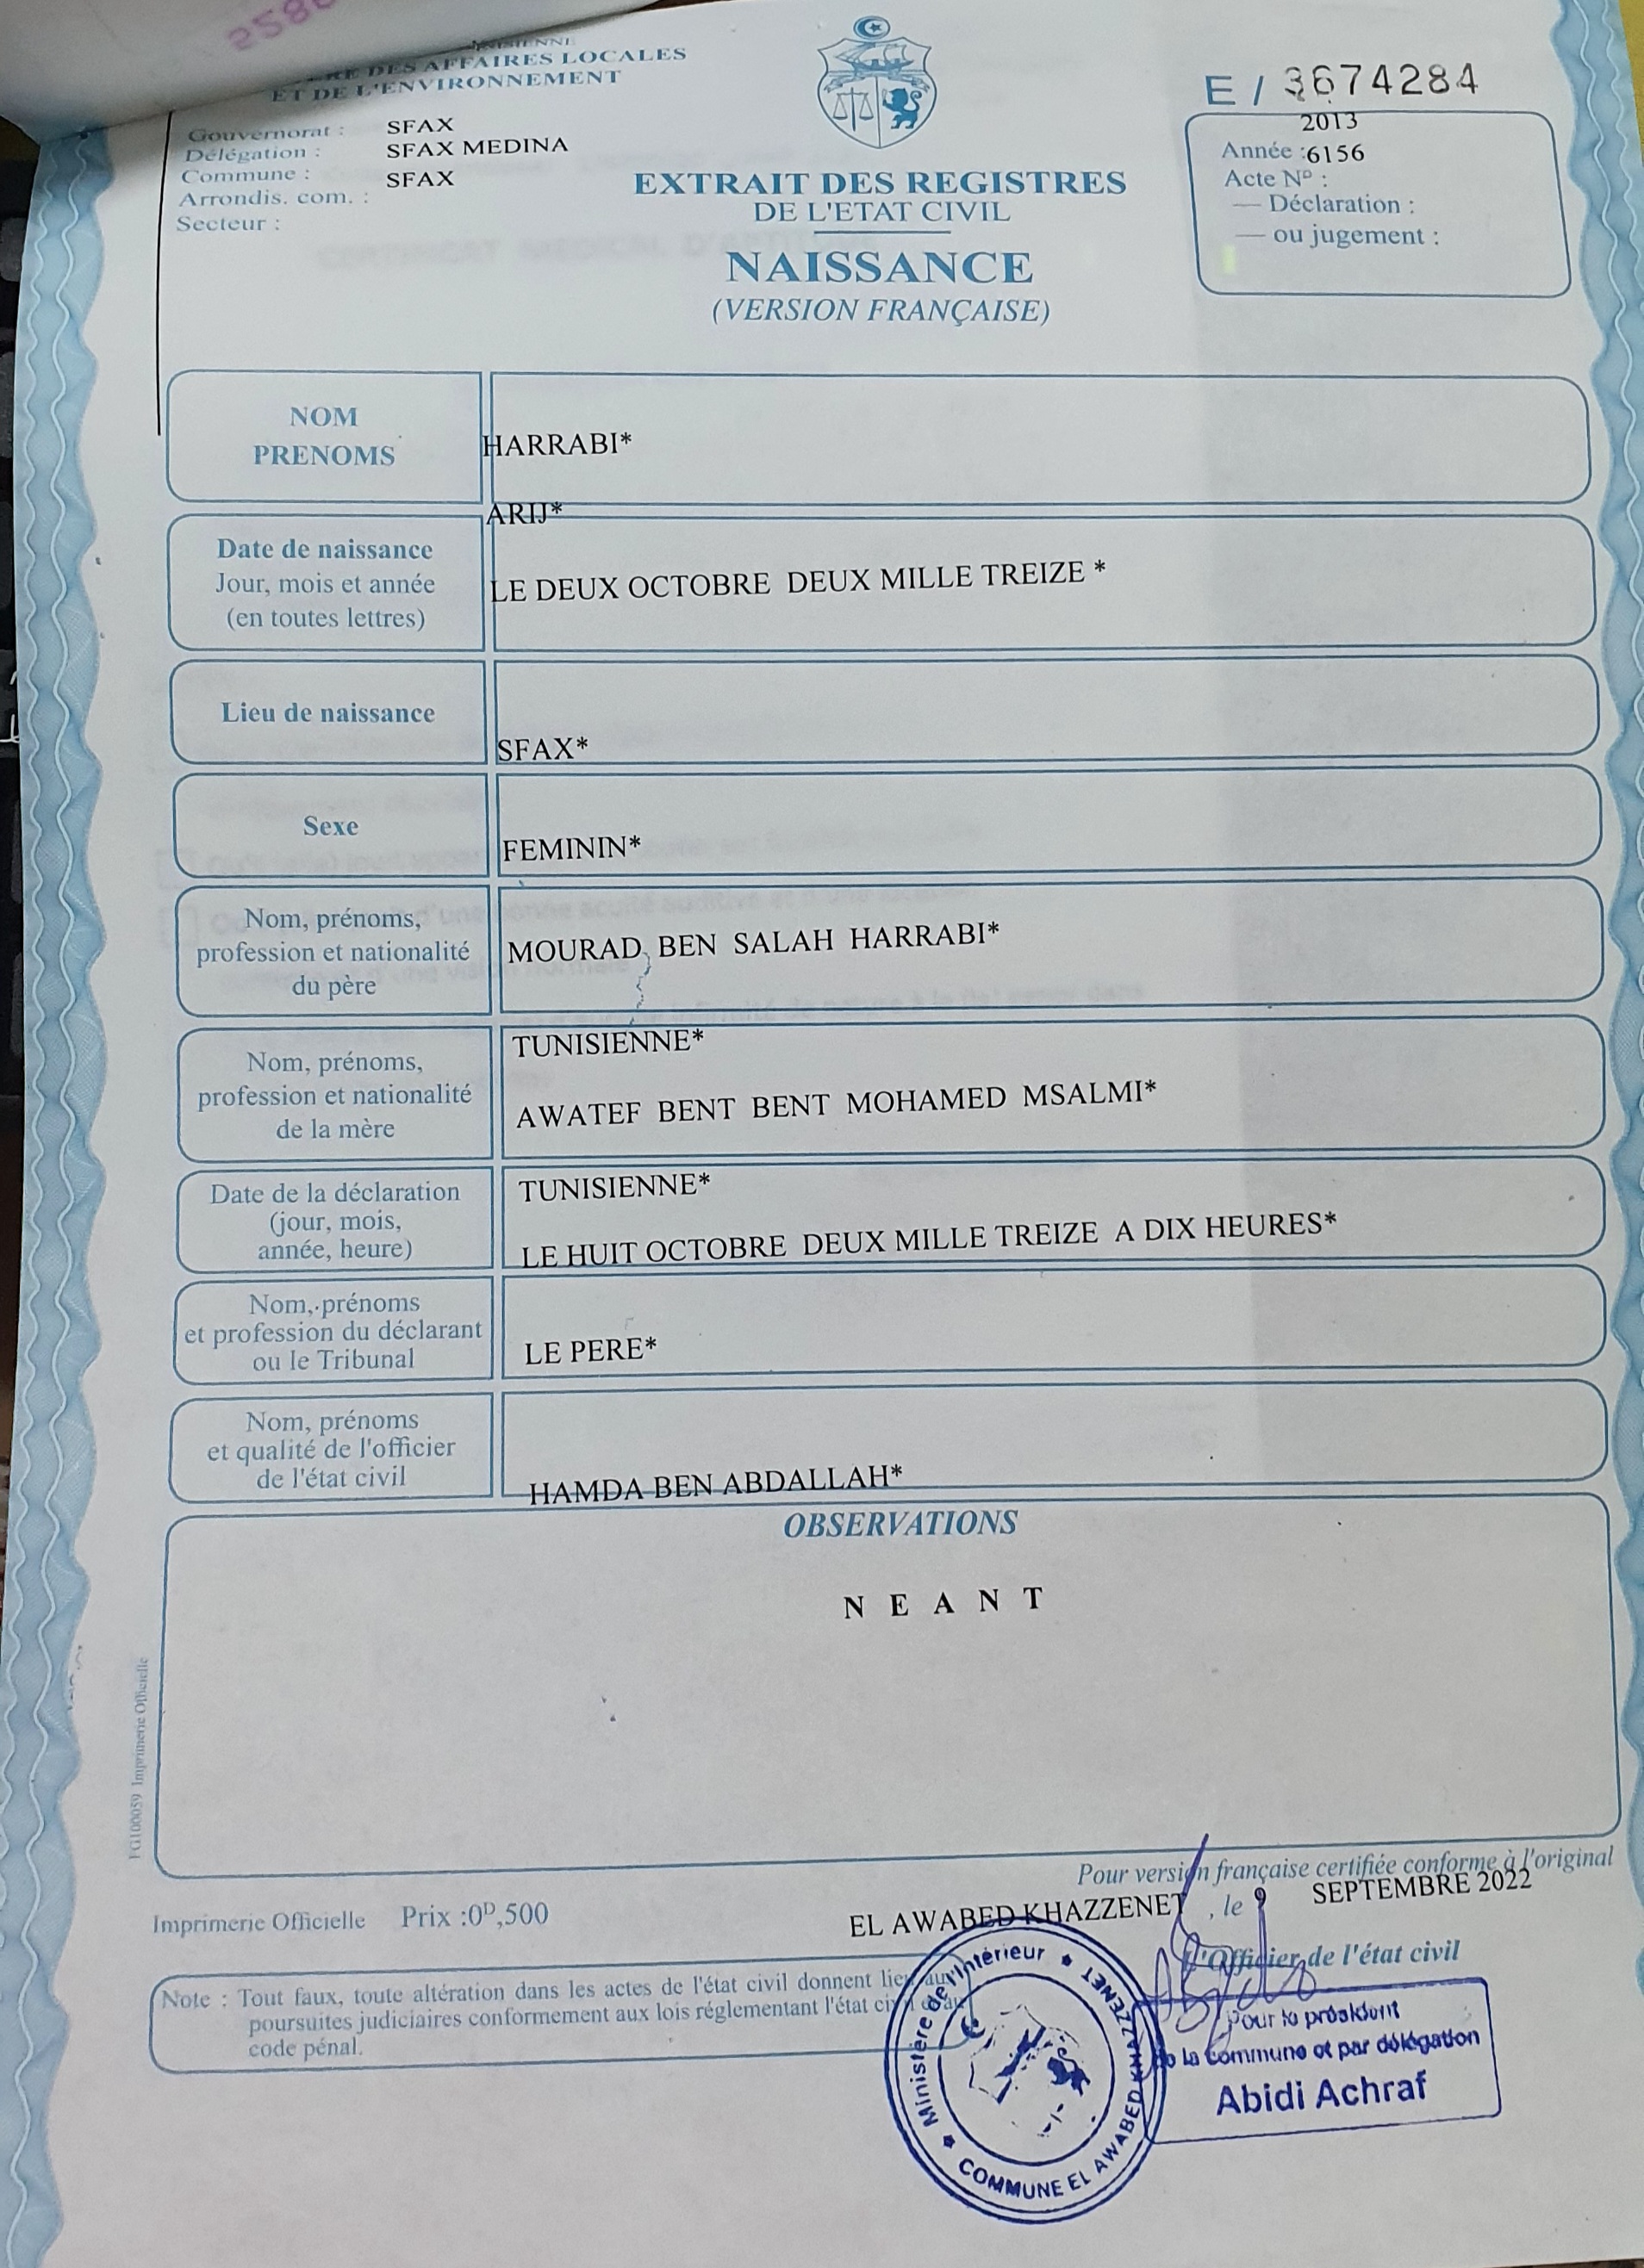 AFFAIRES LOCALES
ET DE L'ENVIRONNEMENT
Gouvernorat : SFAX
Délégation : SFAX MEDINA
Commune : SFAX
Arrondis. com. :
Secteur :
EXTRAIT DES REGISTRES
DE L'ETAT CIVIL
NAISSANCE
(VERSION FRANÇAISE)
E / 3674284
2013
Année :6156
Acte Nº :
— Déclaration :
— ou jugement :
NOM
PRENOMS
HARRABI*
ARIJ*
Date de naissance
Jour, mois et année
(en toutes lettres)
LE DEUX OCTOBRE DEUX MILLE TREIZE *
Lieu de naissance
SFAX*
Sexe
FEMININ*
Nom, prénoms,
profession et nationalité
du père
MOURAD BEN SALAH HARRABI*
TUNISIENNE*
Nom, prénoms,
profession et nationalité
de la mère
AWATEF BENT BENT MOHAMED MSALMI*
TUNISIENNE*
Date de la déclaration
(jour, mois,
année, heure)
LE HUIT OCTOBRE DEUX MILLE TREIZE A DIX HEURES*
Nom, prénoms
et profession du déclarant
ou le Tribunal
LE PERE*
Nom, prénoms
et qualité de l'officier
de l'état civil
HAMDA BEN ABDALLAH*
OBSERVATIONS
N E A N T
FG100059 Imprimerie Officielle
Pour version française certifiée conforme à l'original
EL AWABED KHAZZENET , le 9 SEPTEMBRE 2022
Imprimerie Officielle Prix :0ᴰ,500
L'Officier de l'état civil
Note : Tout faux, toute altération dans les actes de l'état civil donnent lieu aux
poursuites judiciaires conformement aux lois réglementant l'état civil et au
code pénal.
Ministère de l'Intérieur
COMMUNE EL AWABED KHAZZENET
Pour le président
de la Commune et par délégation
Abidi Achraf